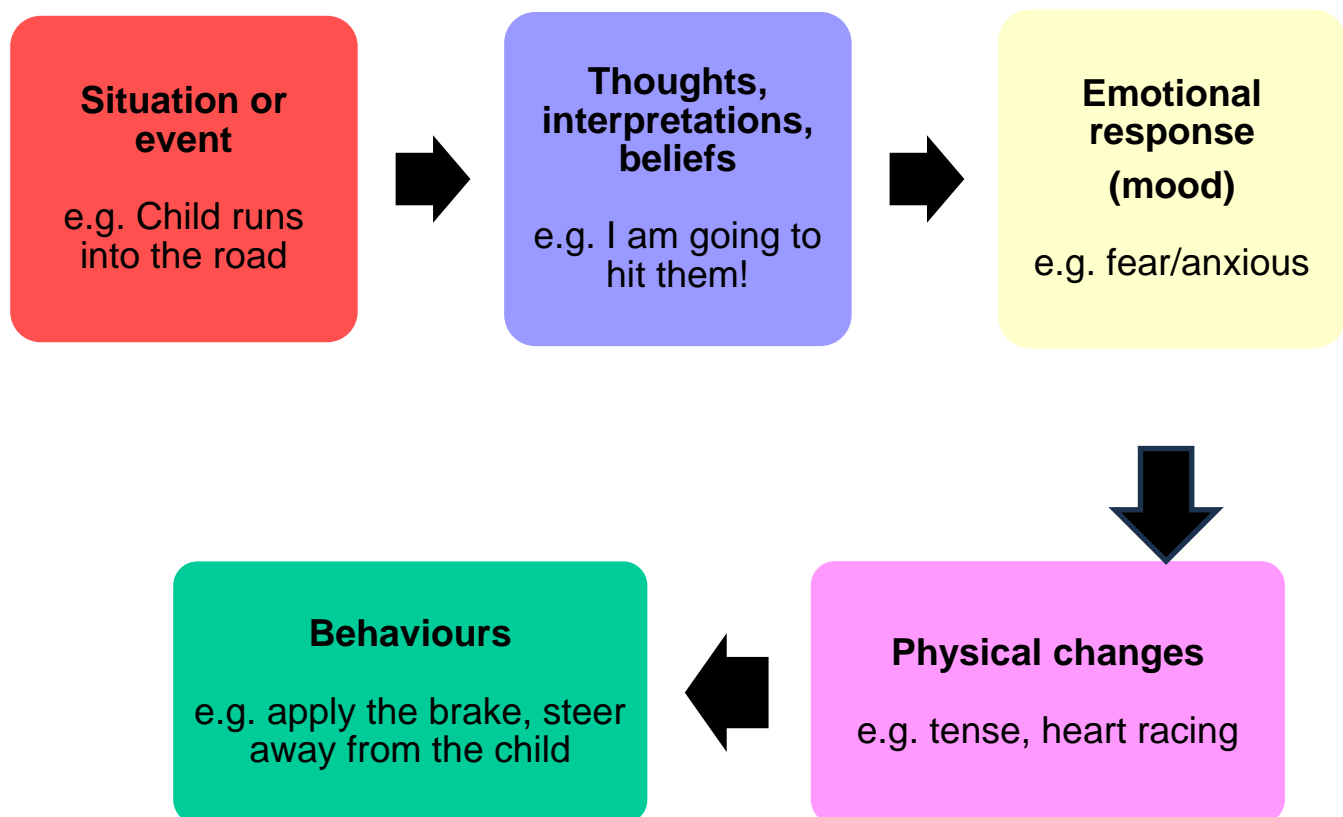 Situation or
event
e.g. Child runs
into the road
Thoughts,
interpretations,
beliefs
e.g. I am going to
hit them!
Emotional
response
(mood)
e.g. fear/anxious
Physical changes
e.g. tense, heart racing
Behaviours
e.g. apply the brake, steer
away from the child